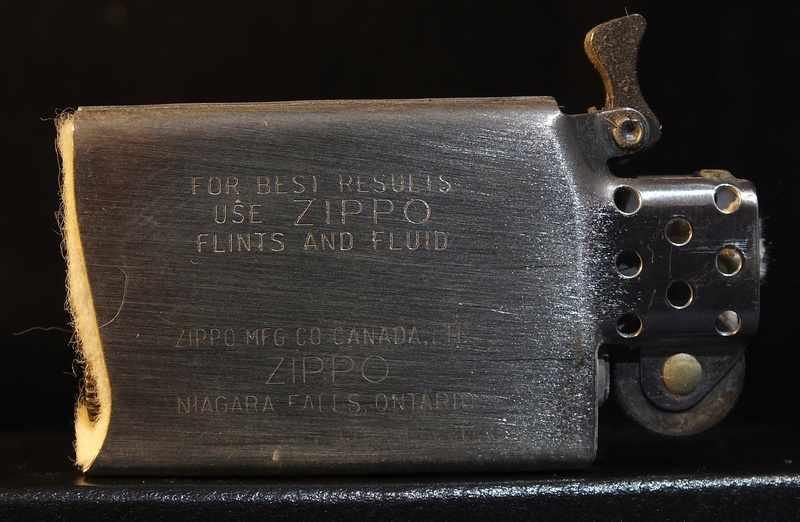 FOR BEST RESULTS
USE ZIPPO
FLINTS AND FLUID
ZIPPO MFG CO CANADA,
ZIPPO
NIAGARA FALLS, ONTARIO